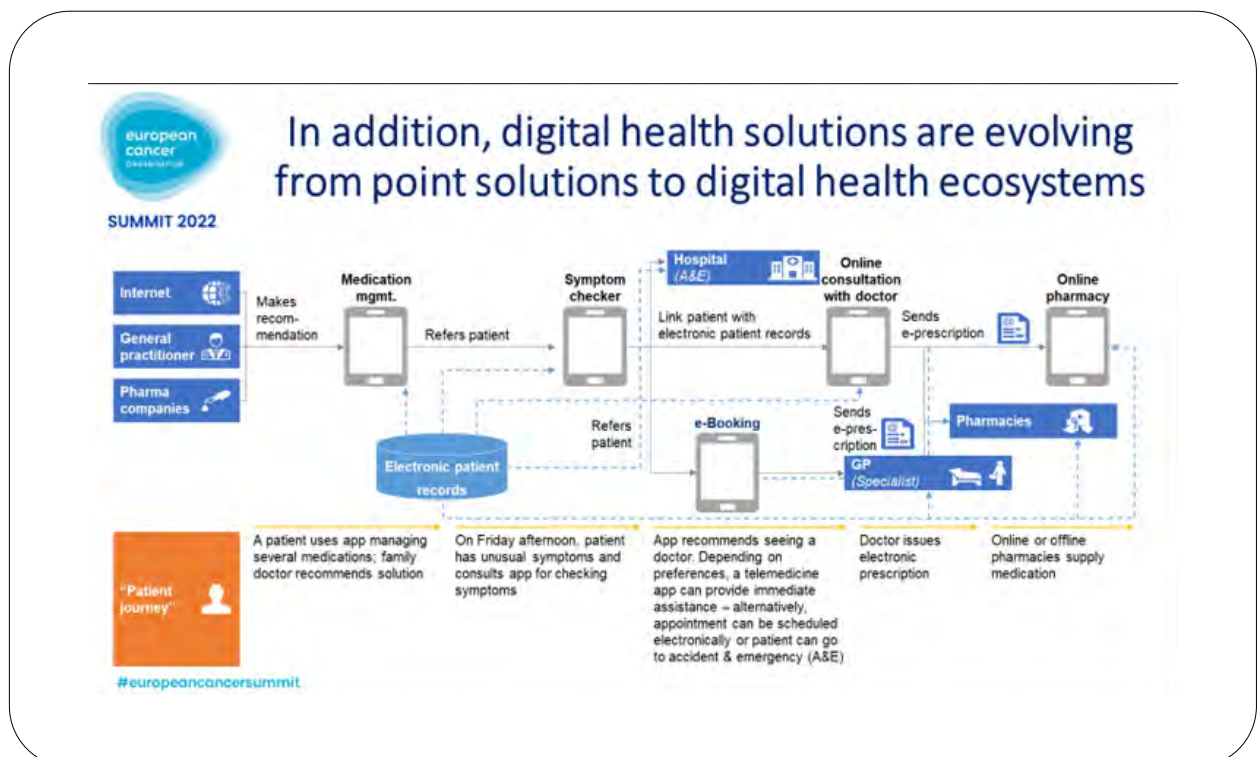 european
cancer
ORGANISATION
SUMMIT 2022
In addition, digital health solutions are evolving
from point solutions to digital health ecosystems
Internet
General
practitioner
Pharma
companies
Makes
recom-
mendation
Medication
mgmt.
Refers patient
Symptom
checker
Hospital
(A&E)
Link patient with
electronic patient records
Online
consultation
with doctor
Sends
e-prescription
Online
pharmacy
Refers
patient
e-Booking
Sends
e-pres-
cription
GP
(Specialist)
Pharmacies
Electronic patient
records
"Patient
journey"
A patient uses app managing
several medications; family
doctor recommends solution
On Friday afternoon, patient
has unusual symptoms and
consults app for checking
symptoms
App recommends seeing a
doctor. Depending on
preferences, a telemedicine
app can provide immediate
assistance – alternatively,
appointment can be scheduled
electronically or patient can go
to accident & emergency (A&E)
Doctor issues
electronic
prescription
Online or offline
pharmacies supply
medication
#europeancancersummit